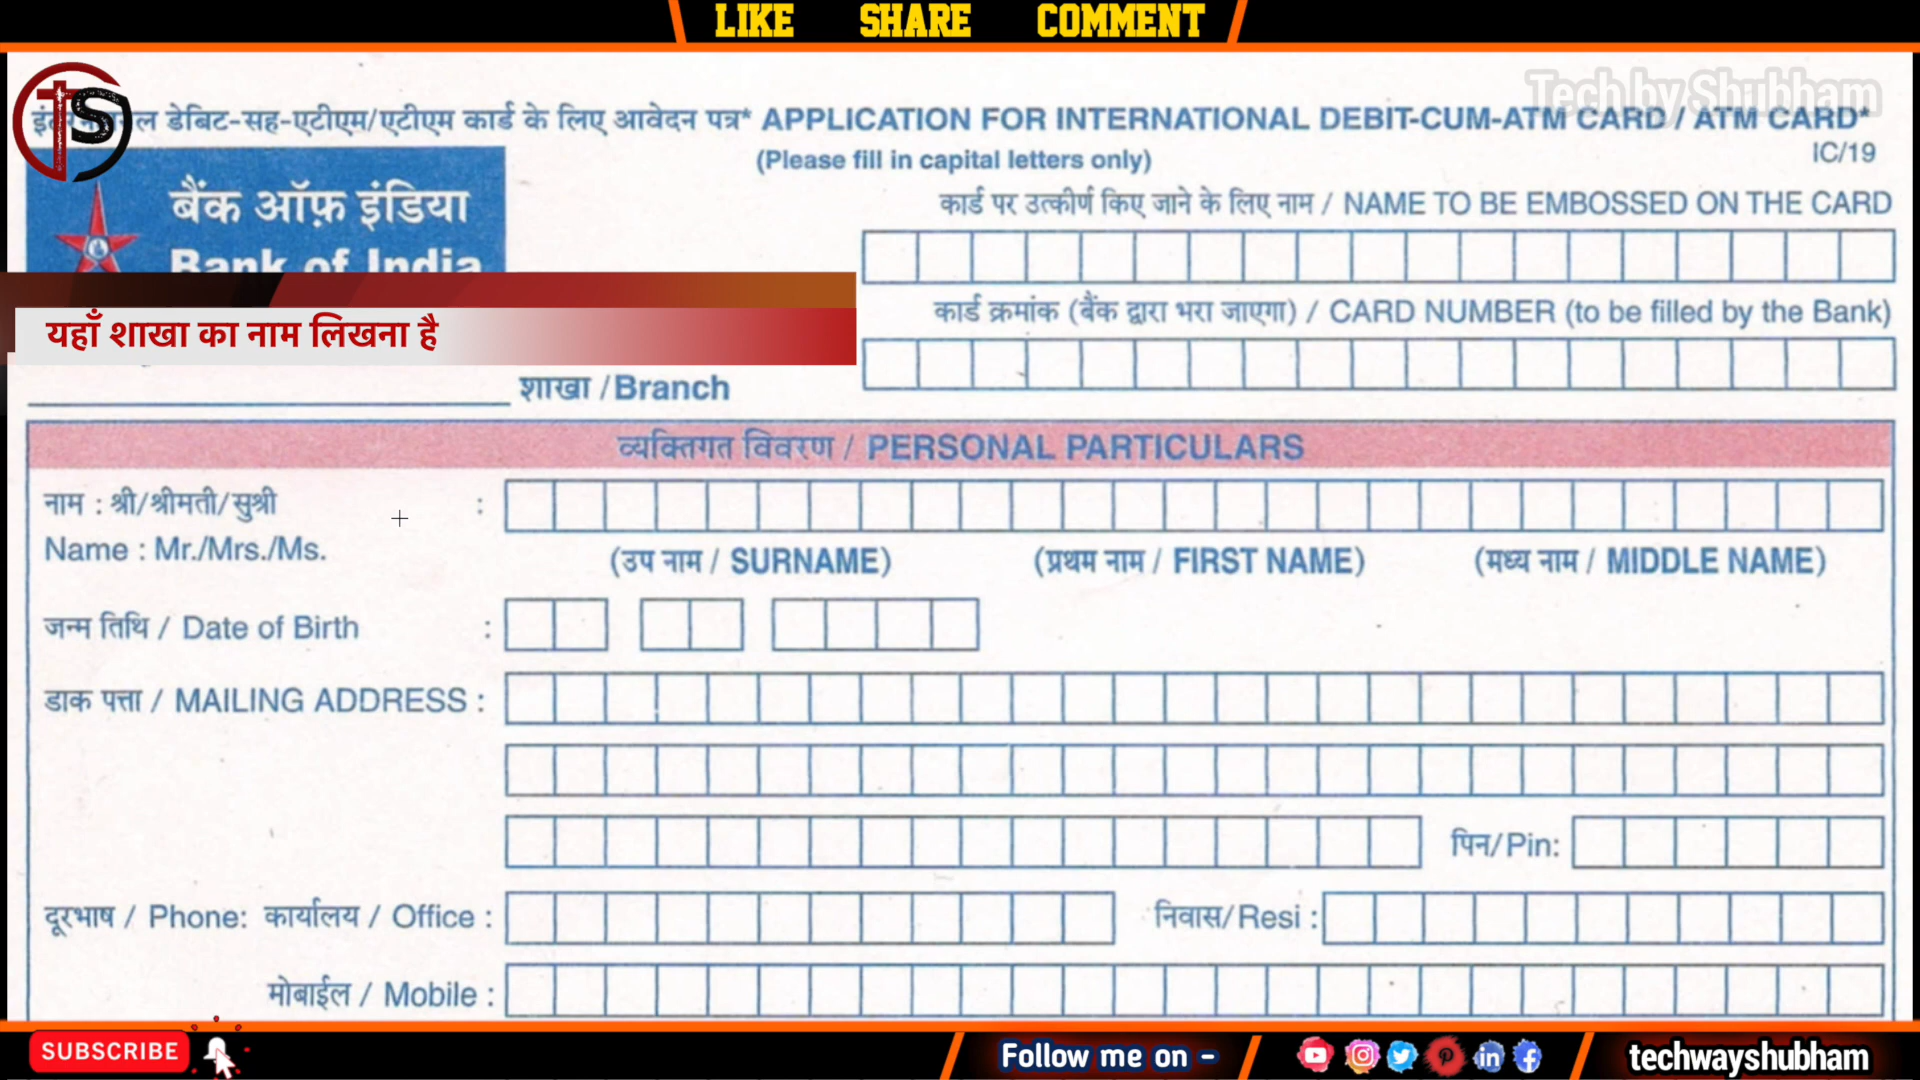 LIKE SHARE COMMENT
Tech by Shubham
डेबिट-सह-एटीएम/एटीएम कार्ड के लिए आवेदन पत्र* APPLICATION FOR INTERNATIONAL DEBIT-CUM-ATM CARD / ATM CARD*
(Please fill in capital letters only)
IC/19
TS
बैंक ऑफ़ इंडिया
Bank of India
कार्ड पर उत्कीर्ण किए जाने के लिए नाम / NAME TO BE EMBOSSED ON THE CARD
कार्ड क्रमांक (बैंक द्वारा भरा जाएगा) / CARD NUMBER (to be filled by the Bank)
यहाँ शाखा का नाम लिखना है
शाखा /Branch
व्यक्तिगत विवरण / PERSONAL PARTICULARS
नाम : श्री/श्रीमती/सुश्री :
Name : Mr./Mrs./Ms.
(उप नाम / SURNAME) (प्रथम नाम / FIRST NAME) (मध्य नाम / MIDDLE NAME)
जन्म तिथि / Date of Birth :
डाक पत्ता / MAILING ADDRESS :
पिन/Pin:
दूरभाष / Phone: कार्यालय / Office : निवास/Resi :
मोबाईल / Mobile :
SUBSCRIBE
Follow me on -
techwayshubham